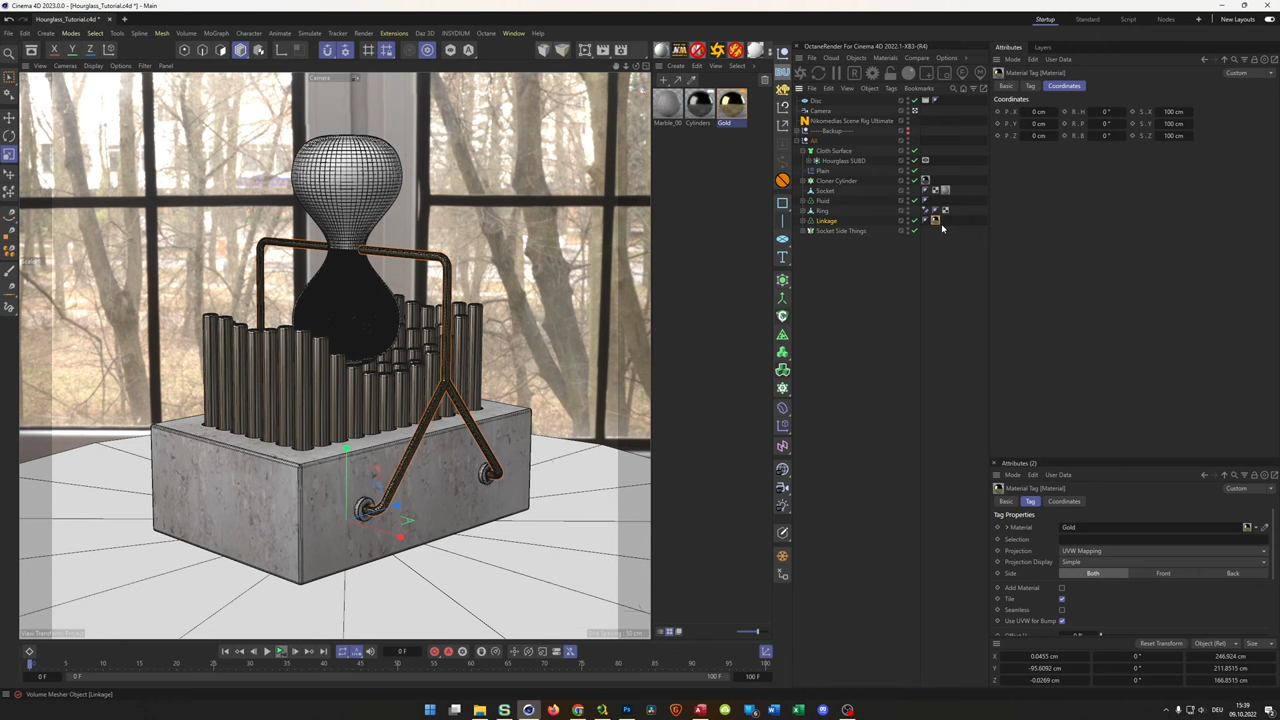 Cinema 4D 2023.0.0 - [Hourglass_Tutorial.c4d *] - Main
Hourglass_Tutorial.c4d *
Startup
Standard
Script
Nodes
New Layouts
File Edit Create Modes Select Tools Spline Mesh Volume MoGraph Character Animate Simulate Tracker Render Extensions Daz 3D INSYDIUM Octane Window Help
OctaneRender For Cinema 4D 2022.1-XB3-(R4)
Attributes
Layers
File Cloud Objects Materials Compare Options
Mode Edit User Data
View Cameras Display Options Filter Panel
Create Edit View Select
Material Tag [Material]
Custom
Camera
Basic Tag Coordinates
File Edit View Object Tags Bookmarks
Coordinates
Disc
Camera
P . X 0 cm R . H 0 ° S . X 100 cm
P . Y 0 cm R . P 0 ° S . Y 100 cm
P . Z 0 cm R . B 0 ° S . Z 100 cm
Marble_00
Cylinders
Gold
Nikomedias Scene Rig Ultimate
-----Backup-----
All
Cloth Surface
Hourglass SUBD
Plain
Cloner Cylinder
Socket
Fluid
Ring
Linkage
Socket Side Things
Attributes (2)
Mode Edit User Data
Material Tag [Material]
Custom
Basic Tag Coordinates
Tag Properties
Material
Gold
Selection
Projection
UVW Mapping
Projection Display
Simple
Side
Both
Front
Back
Add Material
Tile
Seamless
Use UVW for Bump
View Transform: Project
0 F
0 5 10 15 20 25 30 35 40 45 50 55 60 65 70 75 80 85 90 95 100
0 F
0 F
100 F
100 F
Reset Transform
Object (Rel)
Size
X 0.0455 cm 0 ° 246.924 cm
Y -95.6092 cm 0 ° 211.8515 cm
Z -0.0269 cm 0 ° 166.8515 cm
Volume Mesher Object [Linkage]
DEU
15:39
09.10.2022